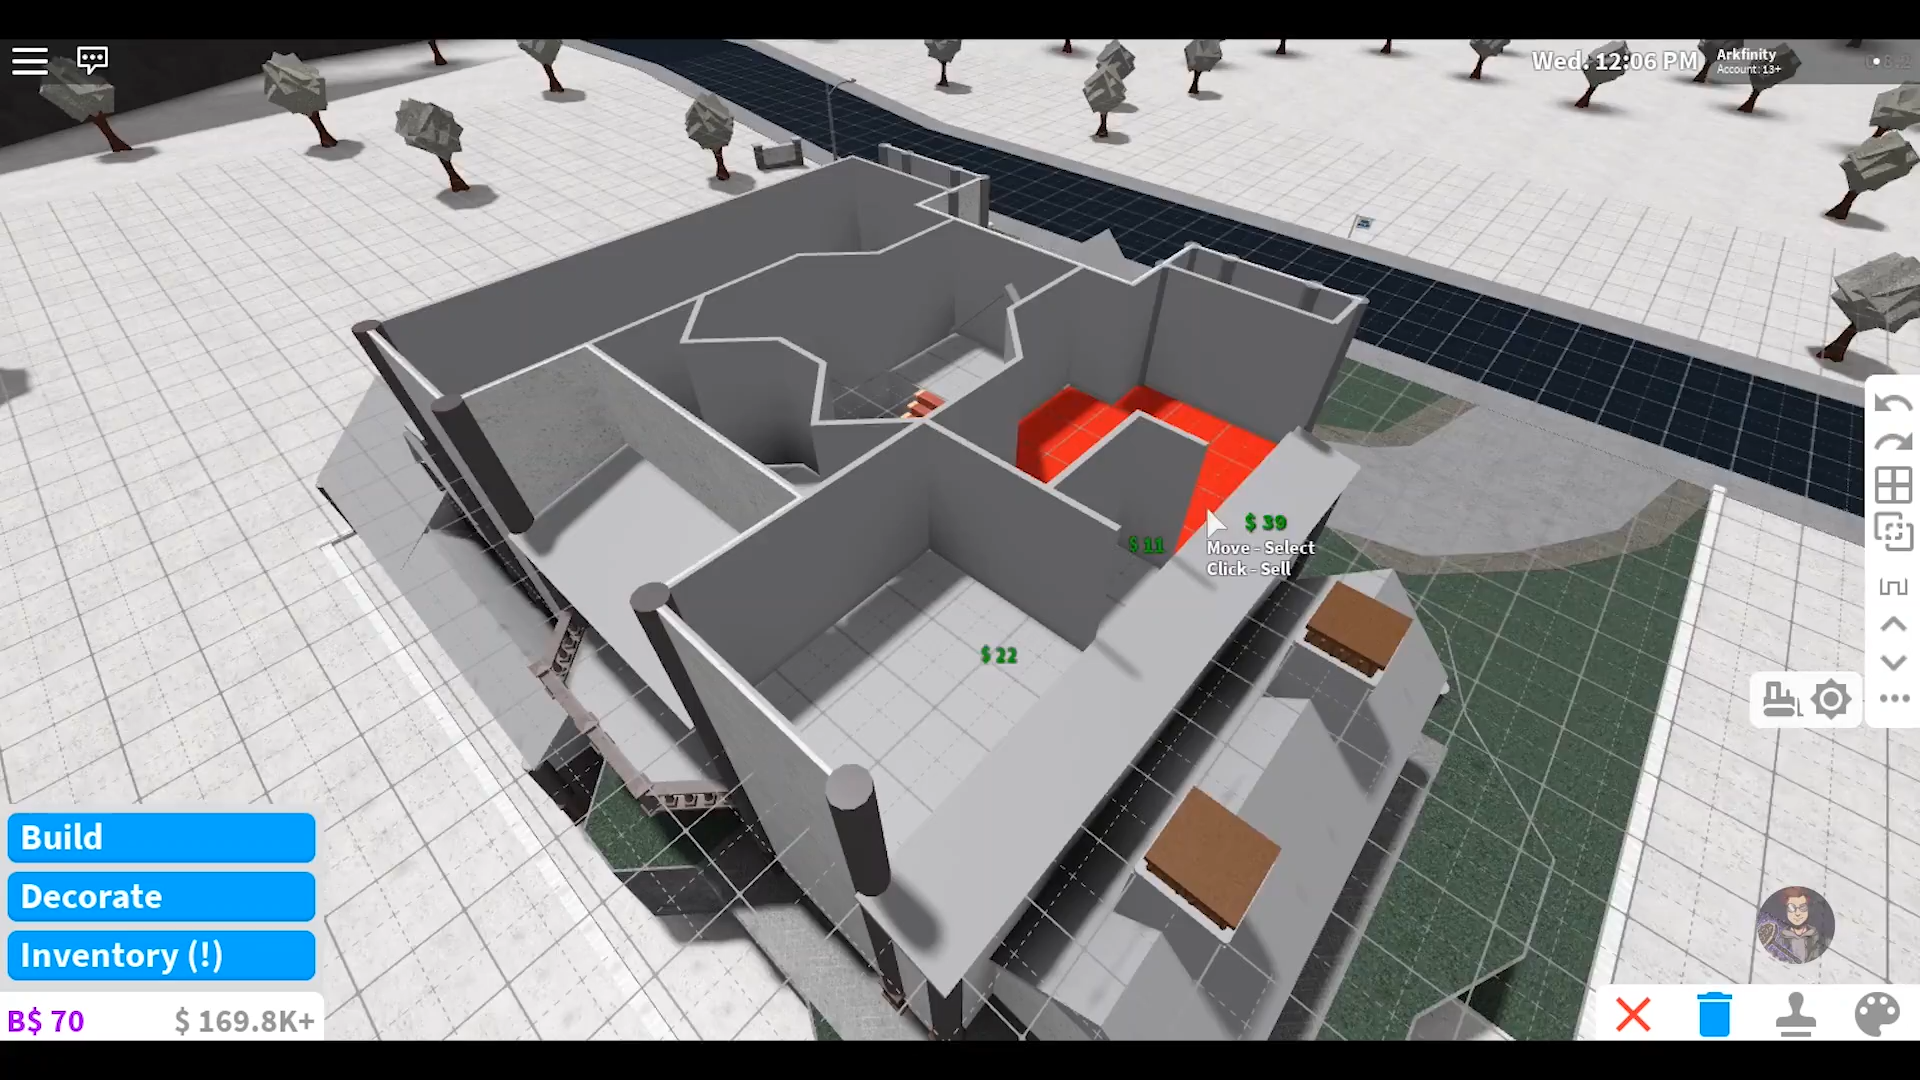 Wed. 12:06 PM
Arkfinity
Account: 13+
$ 39
$ 11
Move - Select
Click - Sell
$ 22
Build
Decorate
Inventory (!)
B$ 70
$ 169.8K+